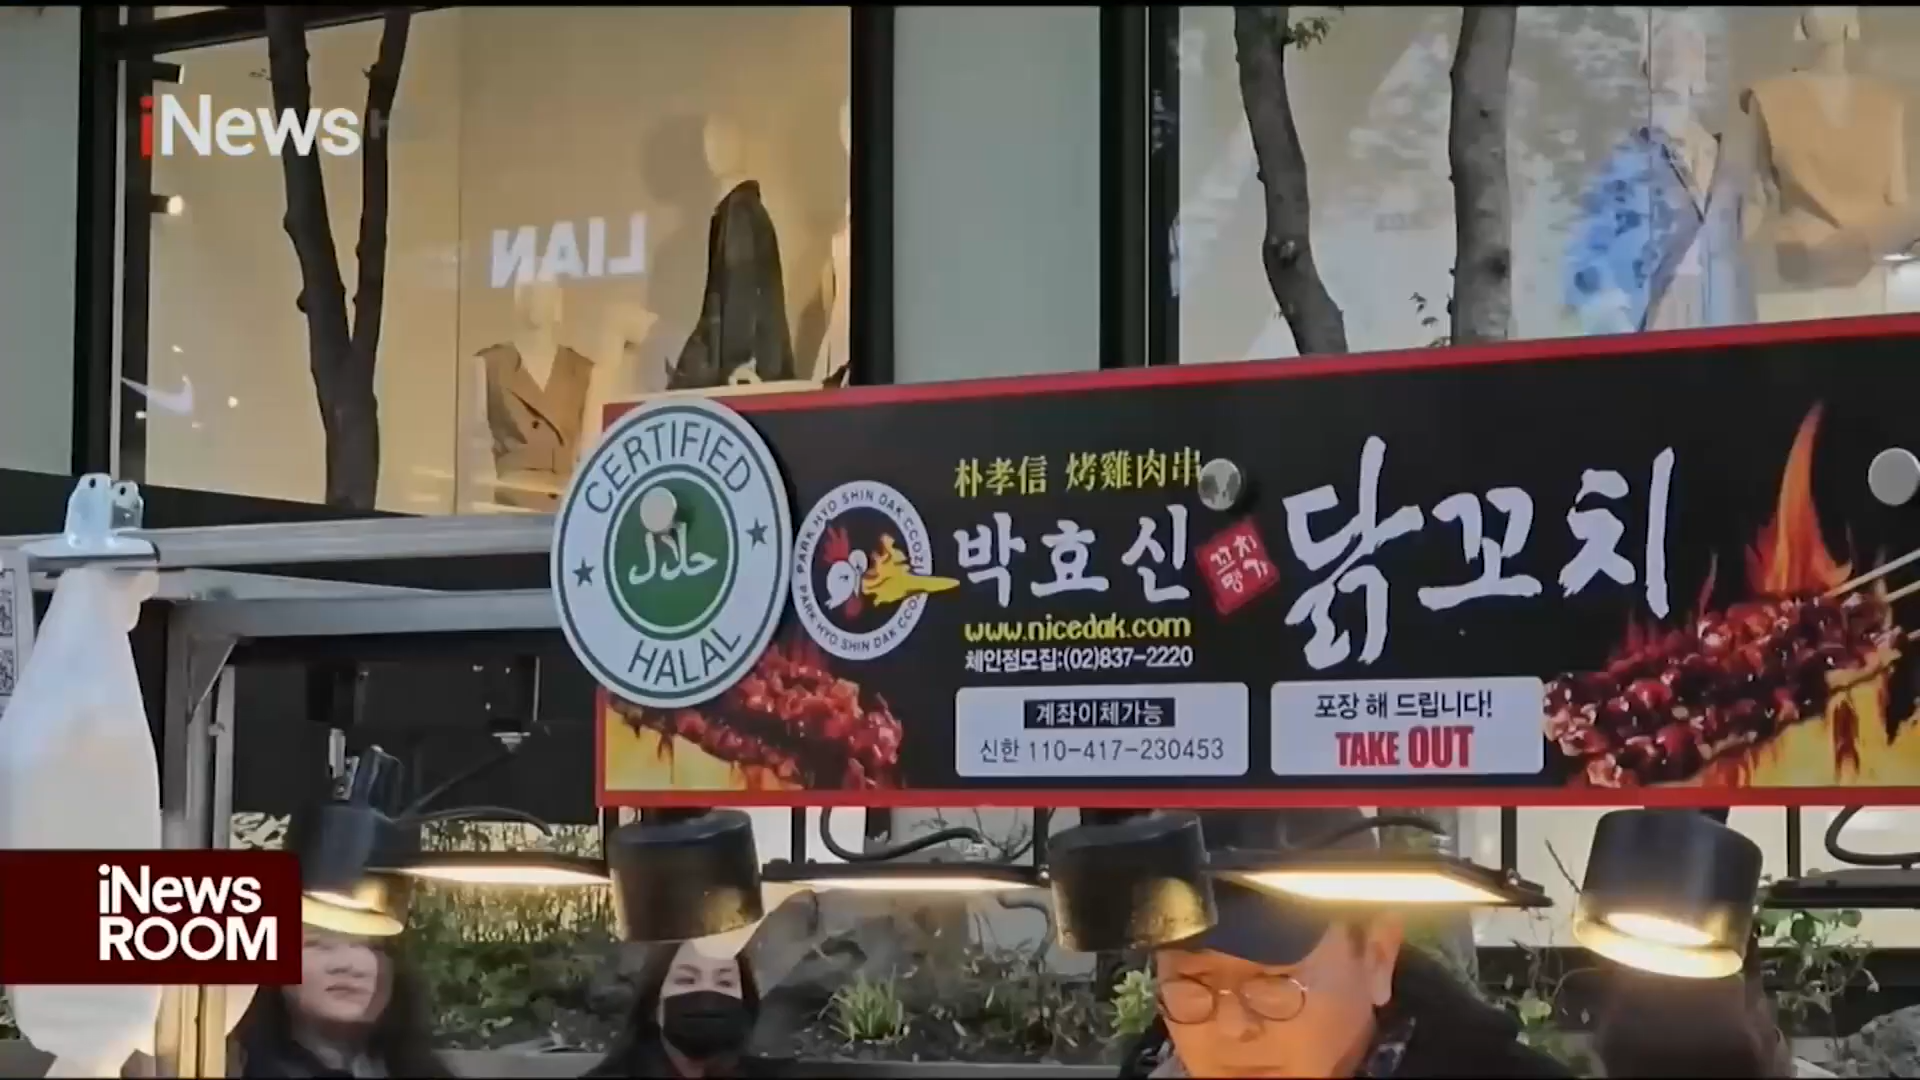 iNews
LIAN
CERTIFIED
حلال
HALAL
PARK HYO SHIN DAK CCOZI
PARK HYO SHIN DAK CCO
朴孝信 烤雞肉串
박효신
꼬치
명가
닭꼬치
www.nicedak.com
체인점모집:(02)837-2220
계좌이체가능
신한 110-417-230453
포장 해 드립니다!
TAKE OUT
iNews
ROOM